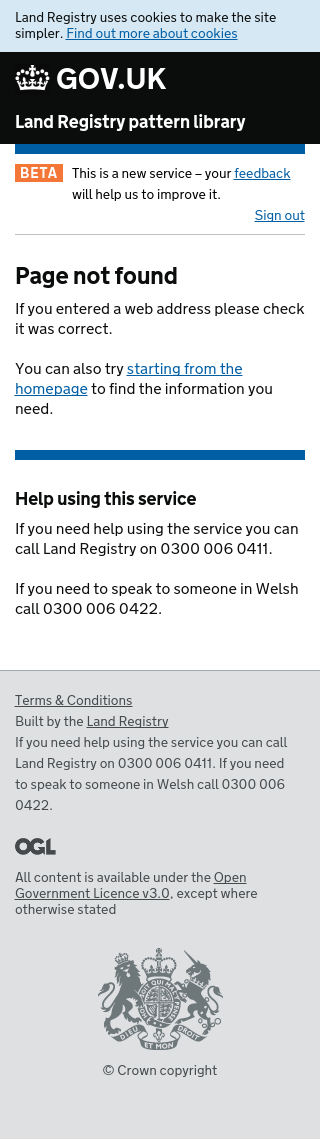 Land Registry uses cookies to make the site
simpler. Find out more about cookies
GOV.UK
Land Registry pattern library
BETA This is a new service – your feedback
will help us to improve it.
Sign out
Page not found
If you entered a web address please check
it was correct.
You can also try starting from the
homepage to find the information you
need.
Help using this service
If you need help using the service you can
call Land Registry on 0300 006 0411.
If you need to speak to someone in Welsh
call 0300 006 0422.
Terms & Conditions
Built by the Land Registry
If you need help using the service you can call
Land Registry on 0300 006 0411. If you need
to speak to someone in Welsh call 0300 006
0422.
OGL
All content is available under the Open
Government Licence v3.0, except where
otherwise stated
DIEU ET MON DROIT
© Crown copyright